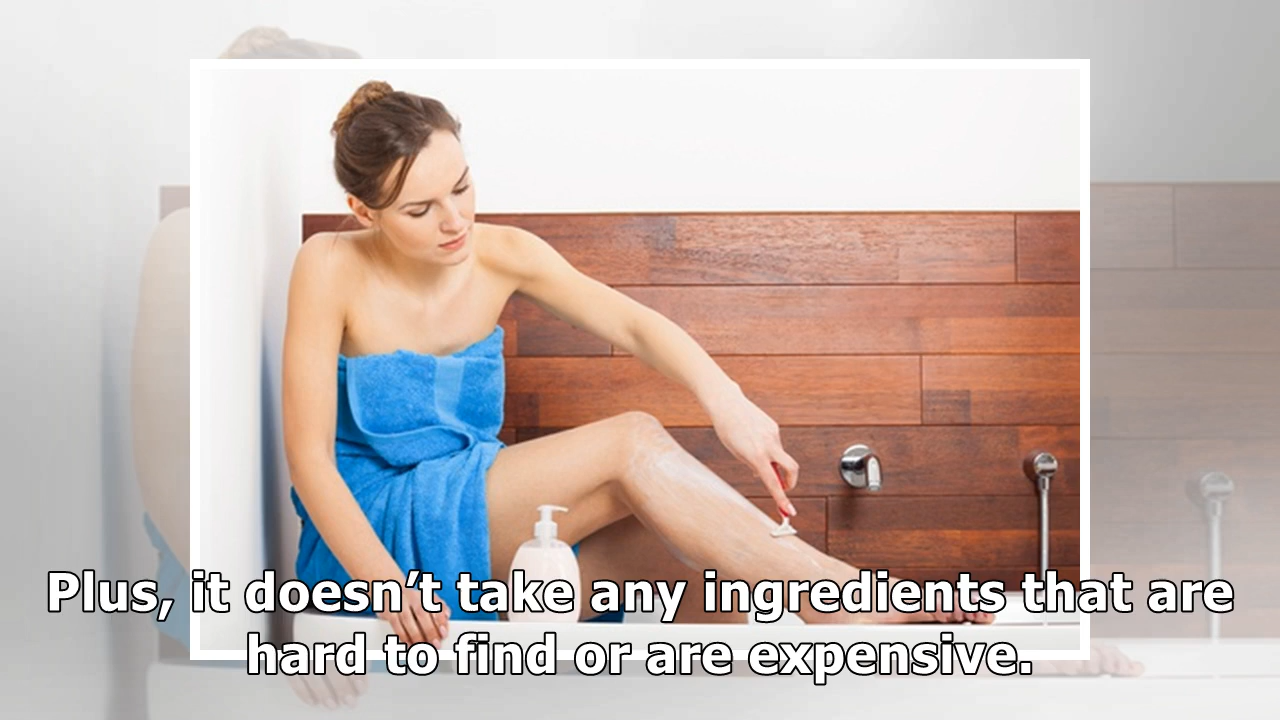 Plus, it doesn’t take any ingredients that are
hard to find or are expensive.